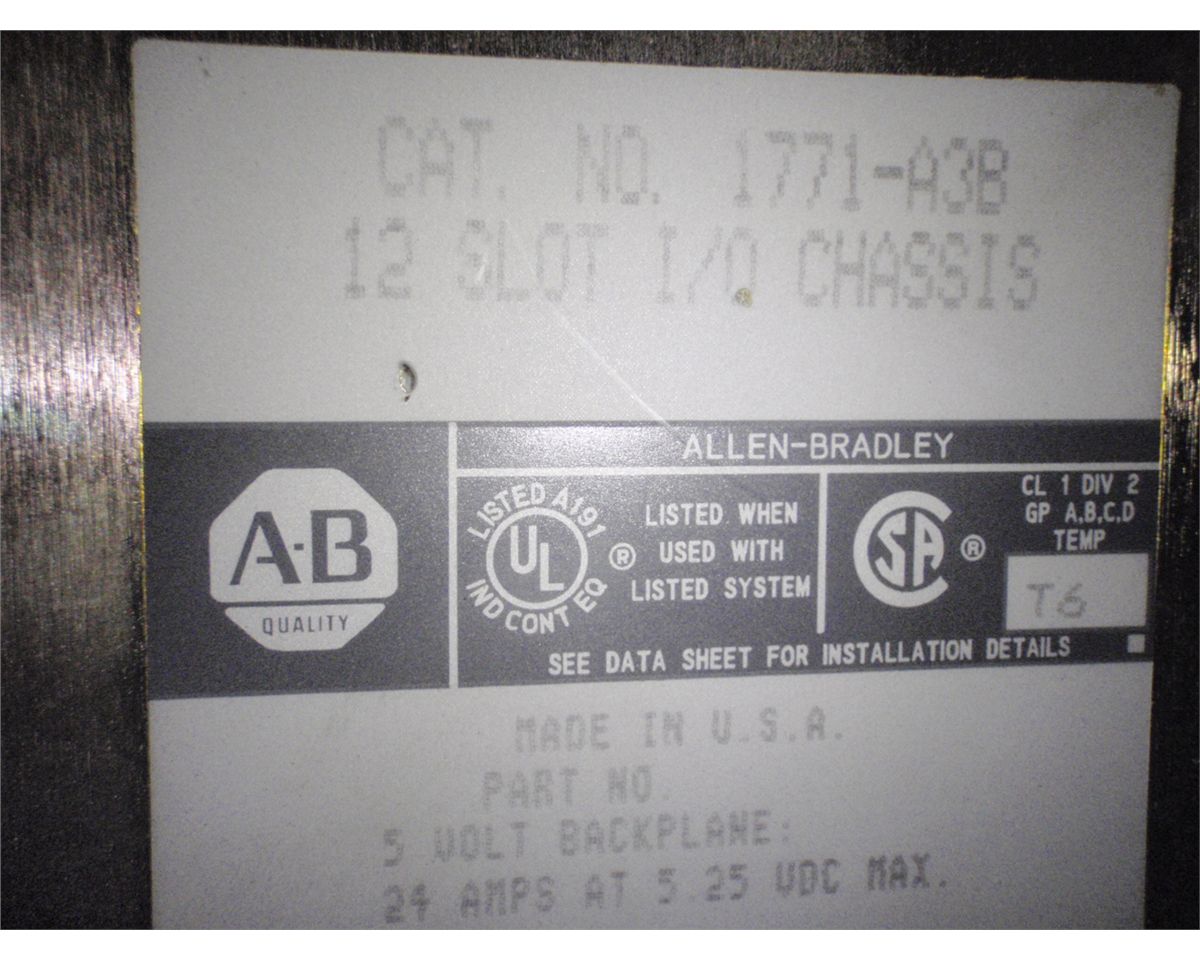 CAT. NO. 1771-A3B
12 SLOT I/O CHASSIS
ALLEN-BRADLEY
A-B
QUALITY
LISTED A191
UL
IND CONT EQ
®
LISTED WHEN
USED WITH
LISTED SYSTEM
SA
®
CL 1 DIV 2
GP A,B,C,D
TEMP
T6
SEE DATA SHEET FOR INSTALLATION DETAILS
MADE IN U.S.A.
PART NO.
5 VOLT BACKPLANE:
24 AMPS AT 5.25 VDC MAX.